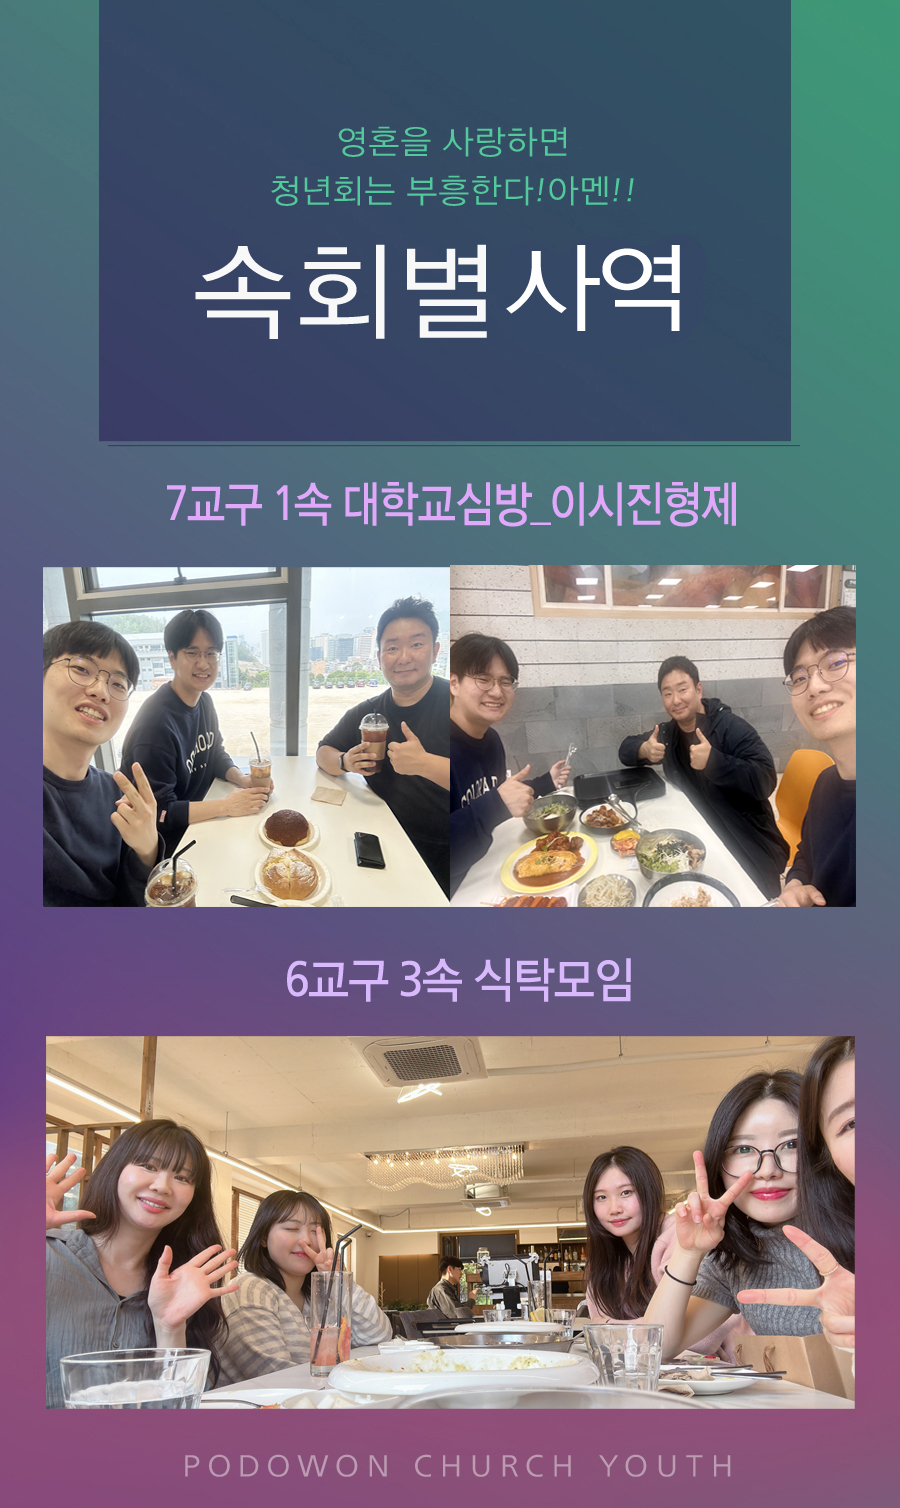 영혼을 사랑하면
청년회는 부흥한다!아멘!!
속회별사역
7교구 1속 대학교심방_이시진형제
6교구 3속 식탁모임
PODOWON CHURCH YOUTH